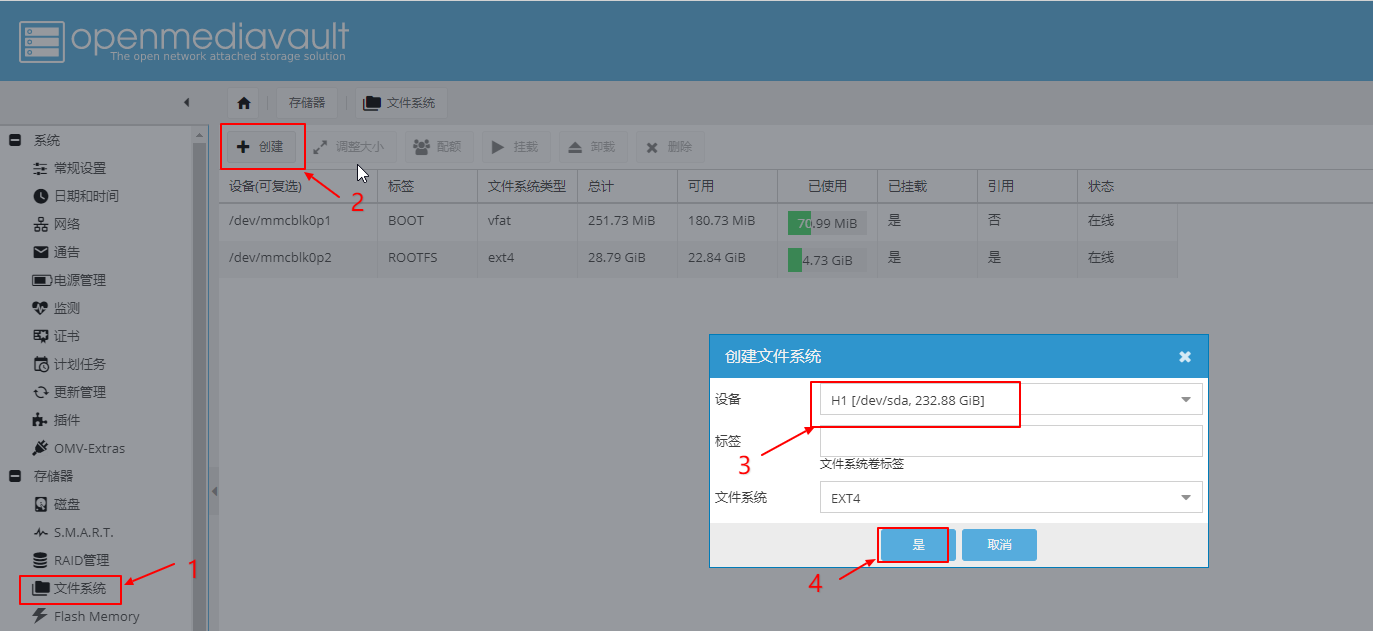 openmediavault
The open network attached storage solution
存储器
文件系统
系统
常规设置
日期和时间
网络
通告
电源管理
监测
证书
计划任务
更新管理
插件
OMV-Extras
存储器
磁盘
S.M.A.R.T.
RAID管理
文件系统
Flash Memory
1
创建 调整大小 配额 挂载 卸载 删除
2
设备(可复选) 标签 文件系统类型 总计 可用 已使用 已挂载 引用 状态
/dev/mmcblk0p1 BOOT vfat 251.73 MiB 180.73 MiB 70.99 MiB 是 否 在线
/dev/mmcblk0p2 ROOTFS ext4 28.79 GiB 22.84 GiB 4.73 GiB 是 是 在线
创建文件系统
设备 H1 [/dev/sda, 232.88 GiB]
标签
3
文件系统卷标签
文件系统 EXT4
是 取消
4